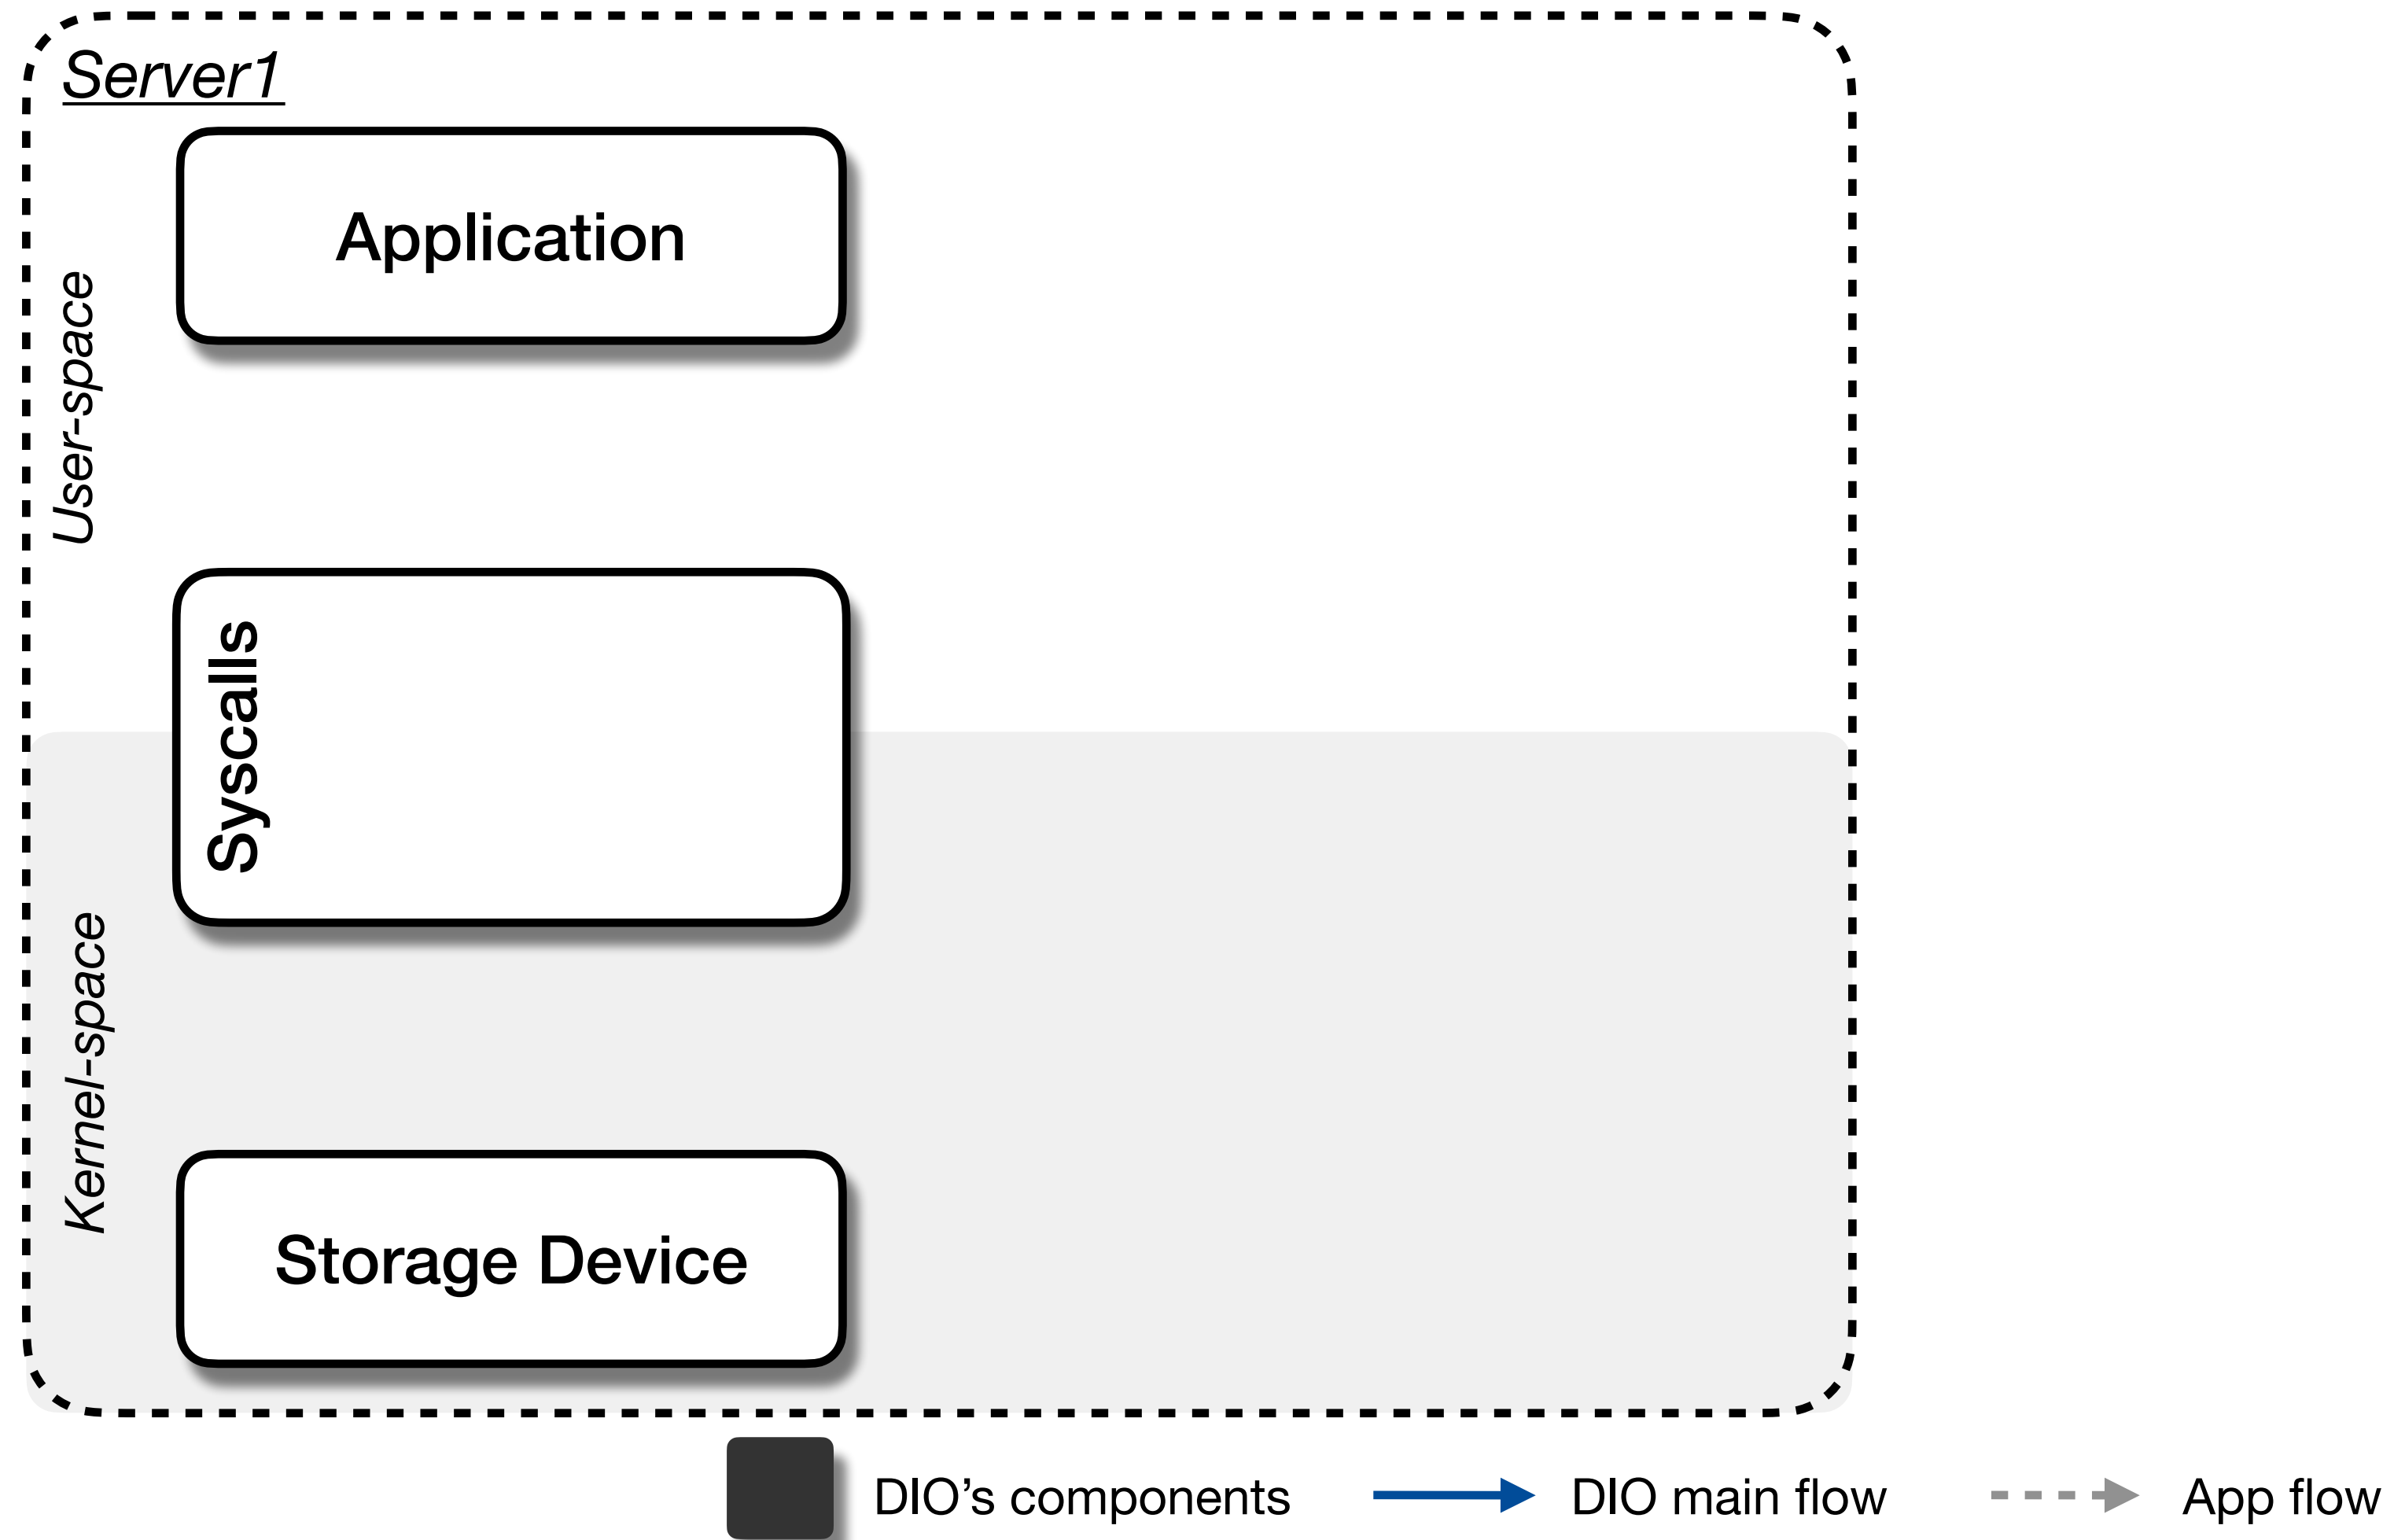 Server1
Application
User-space
Syscalls
Kernel-space
Storage Device
DIO’s components
DIO main flow
App flow